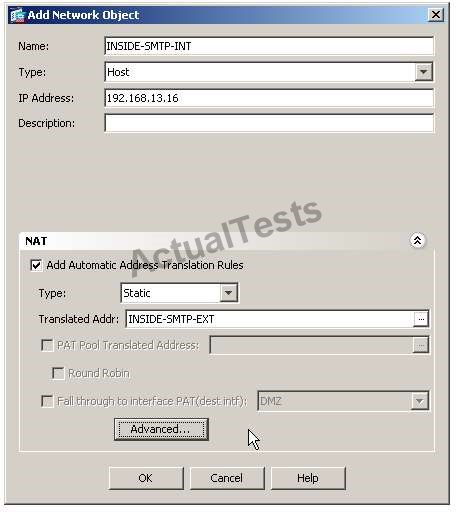 Add Network Object
Name: INSIDE-SMTP-INT
Type: Host
IP Address: 192.168.13.16
Description:
ActualTests
NAT
Add Automatic Address Translation Rules
Type: Static
Translated Addr: INSIDE-SMTP-EXT ...
PAT Pool Translated Address: ...
Round Robin
Fall through to interface PAT(dest intf): DMZ
Advanced...
OK Cancel Help